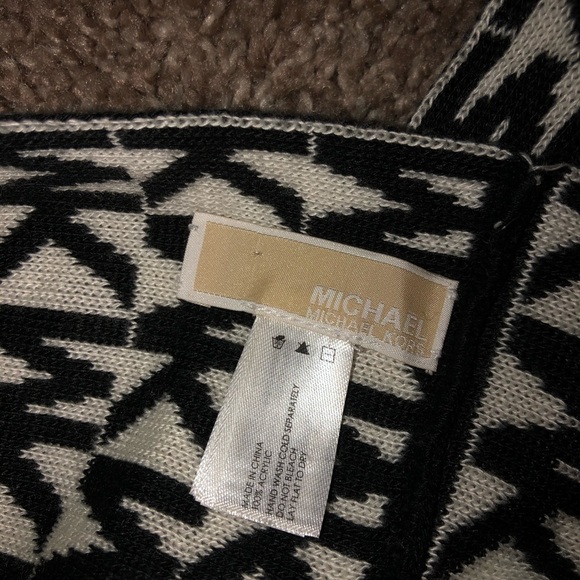 MICHAEL
MICHAEL KORS
MADE IN CHINA
100% ACRYLIC
HAND WASH COLD SEPARATELY
DO NOT BLEACH
LAY FLAT TO DRY